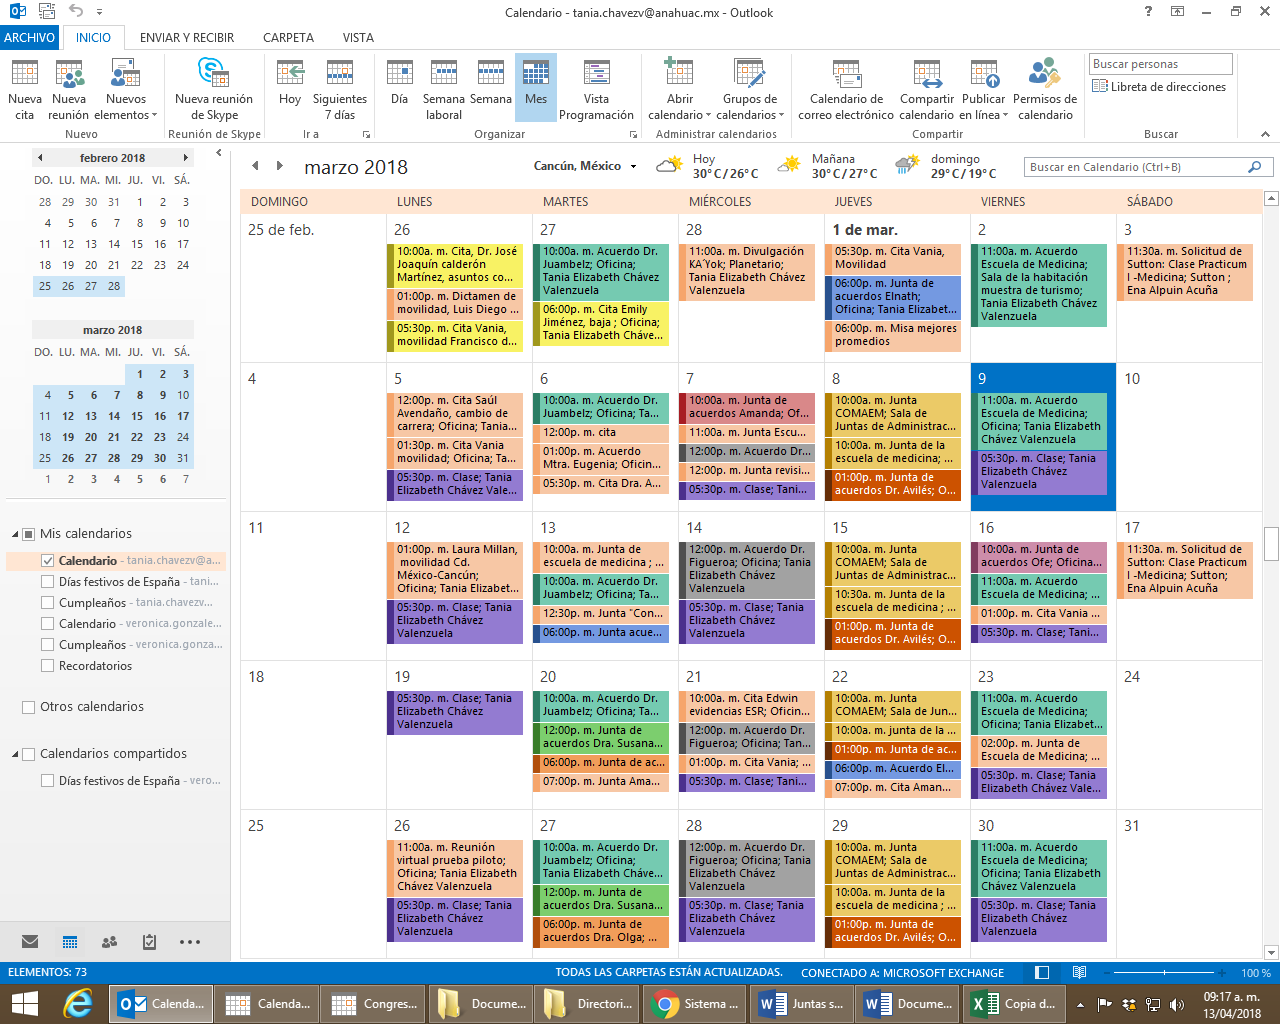 Calendario - tania.chavezv@anahuac.mx - Outlook
ARCHIVO INICIO ENVIAR Y RECIBIR CARPETA VISTA
Nueva cita
Nueva reunión
Nuevos elementos
Nuevo
Nueva reunión de Skype
Reunión de Skype
Hoy
Siguientes 7 días
Ir a
Día
Semana laboral
Semana
Mes
Vista Programación
Organizar
Abrir calendario
Grupos de calendarios
Administrar calendarios
Calendario de correo electrónico
Compartir calendario
Publicar en línea
Permisos de calendario
Compartir
Buscar personas
Libreta de direcciones
Buscar
febrero 2018
DO. LU. MA. MI. JU. VI. SÁ.
28 29 30 31 1 2 3
4 5 6 7 8 9 10
11 12 13 14 15 16 17
18 19 20 21 22 23 24
25 26 27 28
marzo 2018
DO. LU. MA. MI. JU. VI. SÁ.
1 2 3
4 5 6 7 8 9 10
11 12 13 14 15 16 17
18 19 20 21 22 23 24
25 26 27 28 29 30 31
1 2 3 4 5 6 7
Mis calendarios
Calendario - tania.chavezv@a...
Días festivos de España - tani...
Cumpleaños - tania.chavezv...
Calendario - veronica.gonzale...
Cumpleaños - veronica.gonza...
Recordatorios
Otros calendarios
Calendarios compartidos
Días festivos de España - vero...
marzo 2018
Cancún, México
Hoy
30°C/26°C
Mañana
30°C/27°C
domingo
29°C/19°C
Buscar en Calendario (Ctrl+B)
DOMINGO LUNES MARTES MIÉRCOLES JUEVES VIERNES SÁBADO
25 de feb.
26
10:00a. m. Cita, Dr. José
Joaquín calderón
Martínez, asuntos co...
01:00p. m. Dictamen de
movilidad, Luis Diego ...
05:30p. m. Cita Vania,
movilidad Francisco d...
27
10:00a. m. Acuerdo Dr.
Juambelz; Oficina;
Tania Elizabeth Chávez
Valenzuela
06:00p. m. Cita Emily
Jiménez, baja ; Oficina;
Tania Elizabeth Cháve...
28
11:00a. m. Divulgación
KA´Yok; Planetario;
Tania Elizabeth Chávez
Valenzuela
1 de mar.
05:30p. m. Cita Vania,
Movilidad
06:00p. m. Junta de
acuerdos Elnath;
Oficina; Tania Elizabet...
06:00p. m. Misa mejores
promedios
2
11:00a. m. Acuerdo
Escuela de Medicina;
Sala de la habitación
muestra de turismo;
Tania Elizabeth Chávez
Valenzuela
3
11:30a. m. Solicitud de
Sutton: Clase Practicum
I -Medicina; Sutton ;
Ena Alpuin Acuña
4
5
12:00p. m. Cita Saúl
Avendaño, cambio de
carrera; Oficina; Tania...
01:30p. m. Cita Vania
movilidad; Oficina; Ta...
05:30p. m. Clase; Tania
Elizabeth Chávez Vale...
6
10:00a. m. Acuerdo Dr.
Juambelz; Oficina; Ta...
12:00p. m. cita
01:00p. m. Acuerdo
Mtra. Eugenia; Oficin...
05:30p. m. Cita Dra. A...
7
10:00a. m. Junta de
acuerdos Amanda; Of...
11:00a. m. Junta Escu...
12:00p. m. Acuerdo Dr...
12:00p. m. Junta revisi...
05:30p. m. Clase; Tani...
8
10:00a. m. Junta
COMAEM; Sala de
Juntas de Administrac...
10:00a. m. Junta de la
escuela de medicina; ...
01:00p. m. Junta de
acuerdos Dr. Avilés; O...
9
11:00a. m. Acuerdo
Escuela de Medicina;
Oficina; Tania Elizabeth
Chávez Valenzuela
05:30p. m. Clase; Tania
Elizabeth Chávez
Valenzuela
10
11
12
01:00p. m. Laura Millan,
movilidad Cd.
México-Cancún;
Oficina; Tania Elizabet...
05:30p. m. Clase; Tania
Elizabeth Chávez
Valenzuela
13
10:00a. m. Junta de
escuela de medicina ; ...
10:00a. m. Acuerdo Dr.
Juambelz; Oficina; Ta...
12:30p. m. Junta "Con...
06:00p. m. Junta acue...
14
12:00p. m. Acuerdo Dr.
Figueroa; Oficina; Tania
Elizabeth Chávez
Valenzuela
05:30p. m. Clase; Tania
Elizabeth Chávez
Valenzuela
15
10:00a. m. Junta
COMAEM; Sala de
Juntas de Administrac...
10:30a. m. Junta de la
escuela de medicina ; ...
01:00p. m. Junta de
acuerdos Dr. Avilés; O...
16
10:00a. m. Junta de
acuerdos Ofe; Oficina...
11:00a. m. Acuerdo
Escuela de Medicina; ...
01:00p. m. Cita Vania ...
05:30p. m. Clase; Tani...
17
11:30a. m. Solicitud de
Sutton: Clase Practicum
I -Medicina; Sutton;
Ena Alpuin Acuña
18
19
05:30p. m. Clase; Tania
Elizabeth Chávez
Valenzuela
20
10:00a. m. Acuerdo Dr.
Juambelz; Oficina; Ta...
12:00p. m. Junta de
acuerdos Dra. Susana...
06:00p. m. Junta de ac...
07:00p. m. Junta Ama...
21
10:00a. m. Cita Edwin
evidencias ESR; Oficin...
12:00p. m. Acuerdo Dr.
Figueroa; Oficina; Tan...
01:00p. m. Cita Vania; ...
05:30p. m. Clase; Tani...
22
10:00a. m. Junta
COMAEM; Sala de Jun...
10:00a. m. junta de la ...
01:00p. m. Junta de ac...
06:00p. m. Acuerdo El...
07:00p. m. Cita Aman...
23
11:00a. m. Acuerdo
Escuela de Medicina;
Oficina; Tania Elizabet...
02:00p. m. Junta de
Escuela de Medicina; ...
05:30p. m. Clase; Tania
Elizabeth Chávez Vale...
24
25
26
11:00a. m. Reunión
virtual prueba piloto;
Oficina; Tania Elizabeth
Chávez Valenzuela
05:30p. m. Clase; Tania
Elizabeth Chávez
Valenzuela
27
10:00a. m. Acuerdo Dr.
Juambelz; Oficina;
Tania Elizabeth Cháve...
12:00p. m. Junta de
acuerdos Dra. Susana...
06:00p. m. Junta de
acuerdos Dra. Olga; ...
28
12:00p. m. Acuerdo Dr.
Figueroa; Oficina; Tania
Elizabeth Chávez
Valenzuela
05:30p. m. Clase; Tania
Elizabeth Chávez
Valenzuela
29
10:00a. m. Junta
COMAEM; Sala de
Juntas de Administrac...
10:00a. m. Junta de la
escuela de medicina ; ...
01:00p. m. Junta de
acuerdos Dr. Avilés; O...
30
11:00a. m. Acuerdo
Escuela de Medicina;
Oficina; Tania Elizabeth
Chávez Valenzuela
05:30p. m. Clase; Tania
Elizabeth Chávez
Valenzuela
31
ELEMENTOS: 73 TODAS LAS CARPETAS ESTÁN ACTUALIZADAS. CONECTADO A: MICROSOFT EXCHANGE 100 %
Calenda... Calenda... Congres... Docume... Directori... Sistema ... Juntas s... Docume... Copia d...
09:17 a. m.
13/04/2018